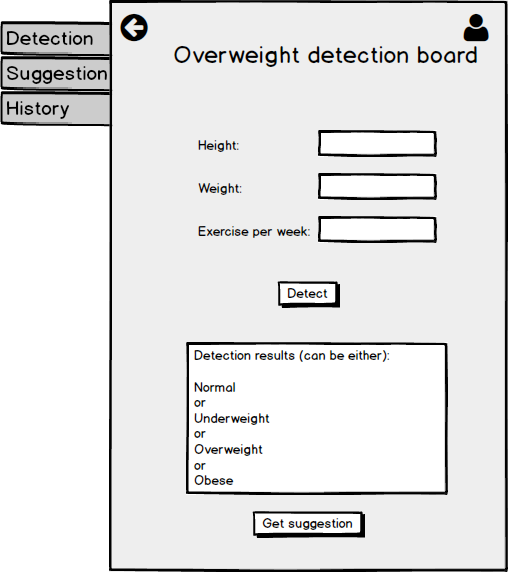 Detection
Suggestion
History
Overweight detection board
Height:
Weight:
Exercise per week:
Detect
Detection results (can be either):
Normal
or
Underweight
or
Overweight
or
Obese
Get suggestion